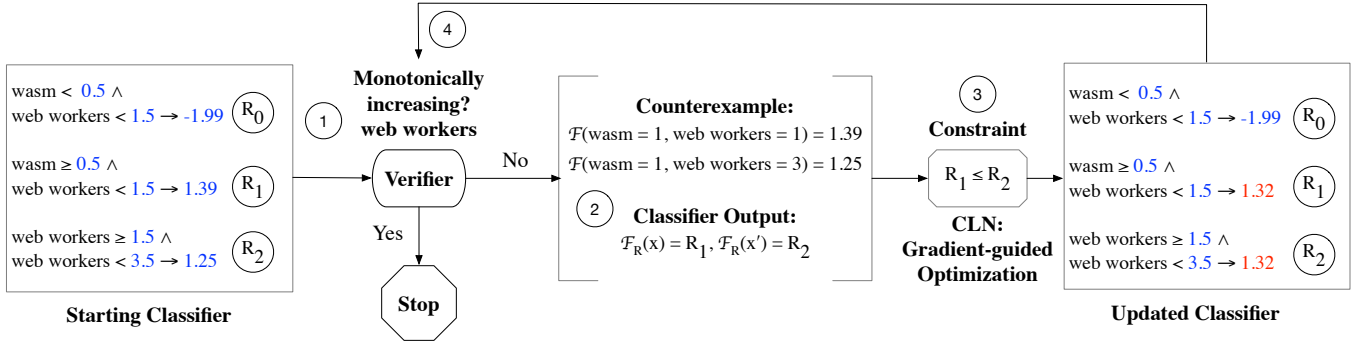 wasm < 0.5 ∧
web workers < 1.5 → -1.99
R0
wasm ≥ 0.5 ∧
web workers < 1.5 → 1.39
R1
web workers ≥ 1.5 ∧
web workers < 3.5 → 1.25
R2
Starting Classifier
1
4
Monotonically
increasing?
web workers
Verifier
No
Yes
Stop
Counterexample:
ℱ(wasm = 1, web workers = 1) = 1.39
ℱ(wasm = 1, web workers = 3) = 1.25
2
Classifier Output:
ℱR(x) = R1, ℱR(x′) = R2
3
Constraint
R1 ≤ R2
CLN:
Gradient-guided
Optimization
wasm < 0.5 ∧
web workers < 1.5 → -1.99
R0
wasm ≥ 0.5 ∧
web workers < 1.5 → 1.32
R1
web workers ≥ 1.5 ∧
web workers < 3.5 → 1.32
R2
Updated Classifier